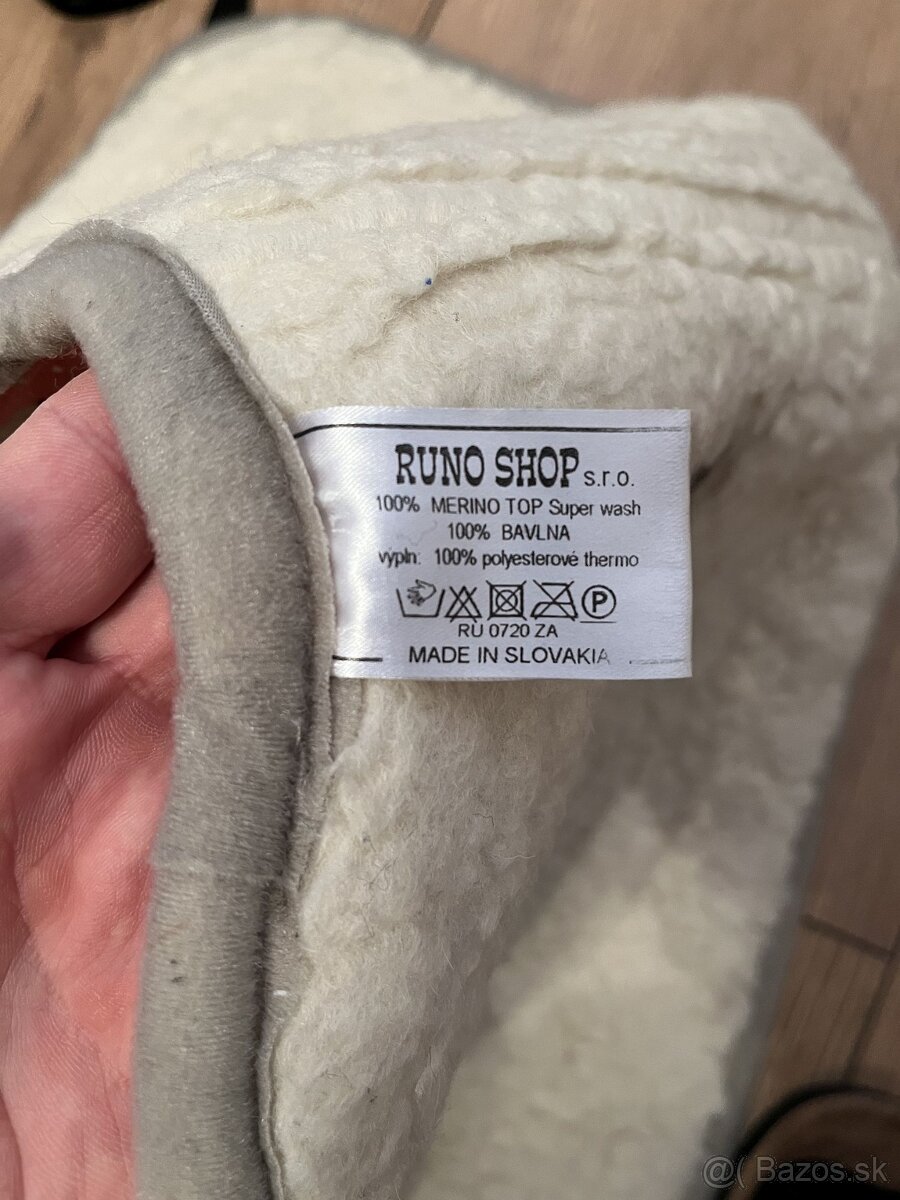 RUNO SHOP s.r.o.
100% MERINO TOP Super wash
100% BAVLNA
výpln: 100% polyesterové thermo
P
RU 0720 ZA
MADE IN SLOVAKIA
@( Bazos.sk